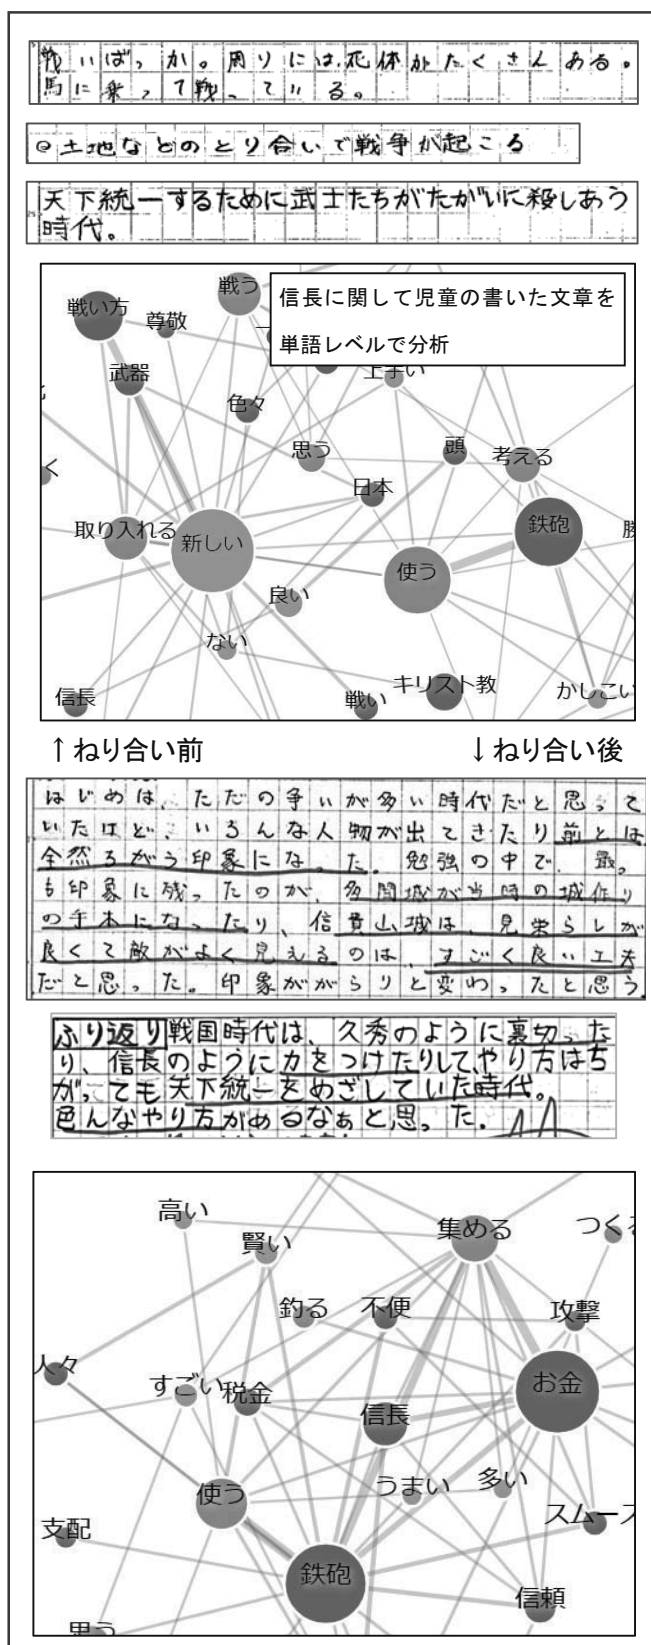 戦いばっか。周りには、死体がたくさんある。
馬に乗って戦っている。
◎土地などのとり合いで戦争が起こる
天下統一するために武士たちがたがいに殺しあう
時代。
信長に関して児童の書いた文章を
単語レベルで分析
戦う
戦い方
尊敬
武器
上手い
色々
思う
頭
考える
日本
鉄砲
取り入れる
新しい
使う
良い
ない
キリスト教
戦い
かしこい
信長
↑ねり合い前
↓ねり合い後
はじめは、ただの争いが多い時代だと思って
いたけど、いろんな人物が出てきたり前とは
全然ちがう印象になった。勉強の中で、最
も印象に残ったのが、多聞城が当時の城作り
の手本になったり、信貴山城は、見栄らしが
良くて敵がよく見えるのは、すごく良い工夫
だと思った。印象ががらりと変わったと思う
ふり返り戦国時代は、久秀のように裏切った
り、信長のように力をつけたりして、やり方はち
がっても天下統一をめざしていた時代。
色んなやり方があるなぁと思った。
高い
集める
つくる
賢い
釣る
不便
攻撃
人々
お金
すごい
税金
信長
うまい
多い
使う
スムーズ
支配
鉄砲
信頼
思う